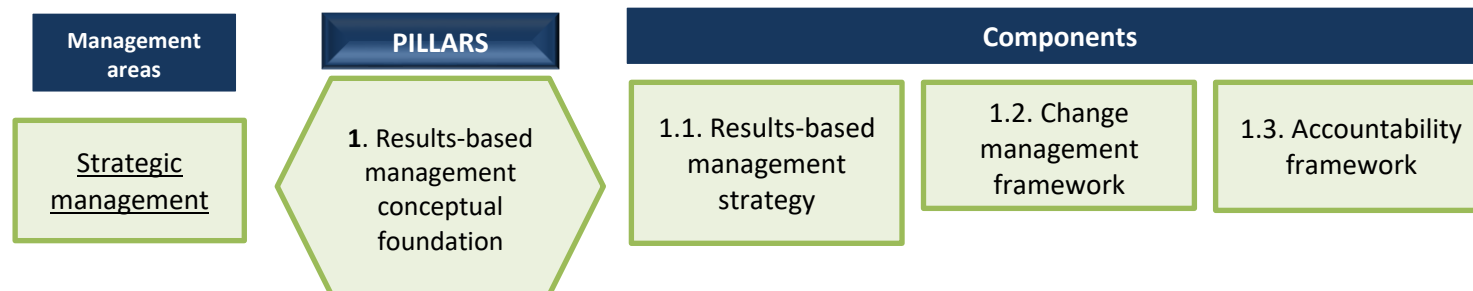 Management
areas
PILLARS
Components
Strategic
management
1. Results-based
management
conceptual
foundation
1.1. Results-based
management
strategy
1.2. Change
management
framework
1.3. Accountability
framework